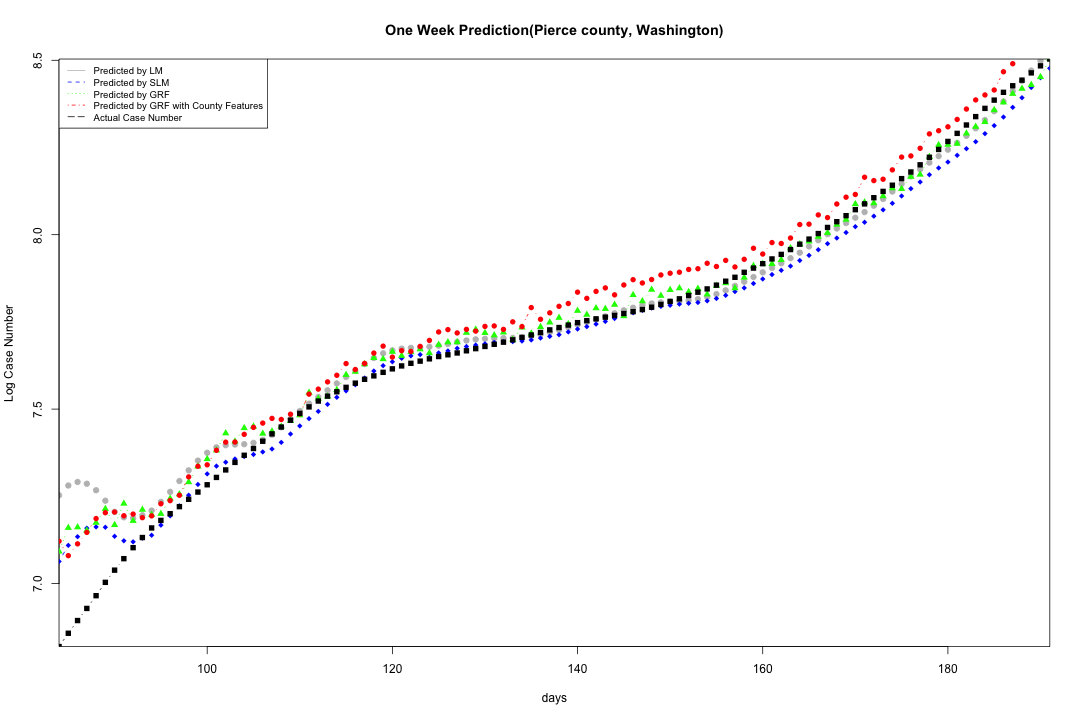 One Week Prediction(Pierce county, Washington)
Predicted by LM
Predicted by SLM
Predicted by GRF
Predicted by GRF with County Features
Actual Case Number
8.5
8.0
7.5
7.0
Log Case Number
100 120 140 160 180
days